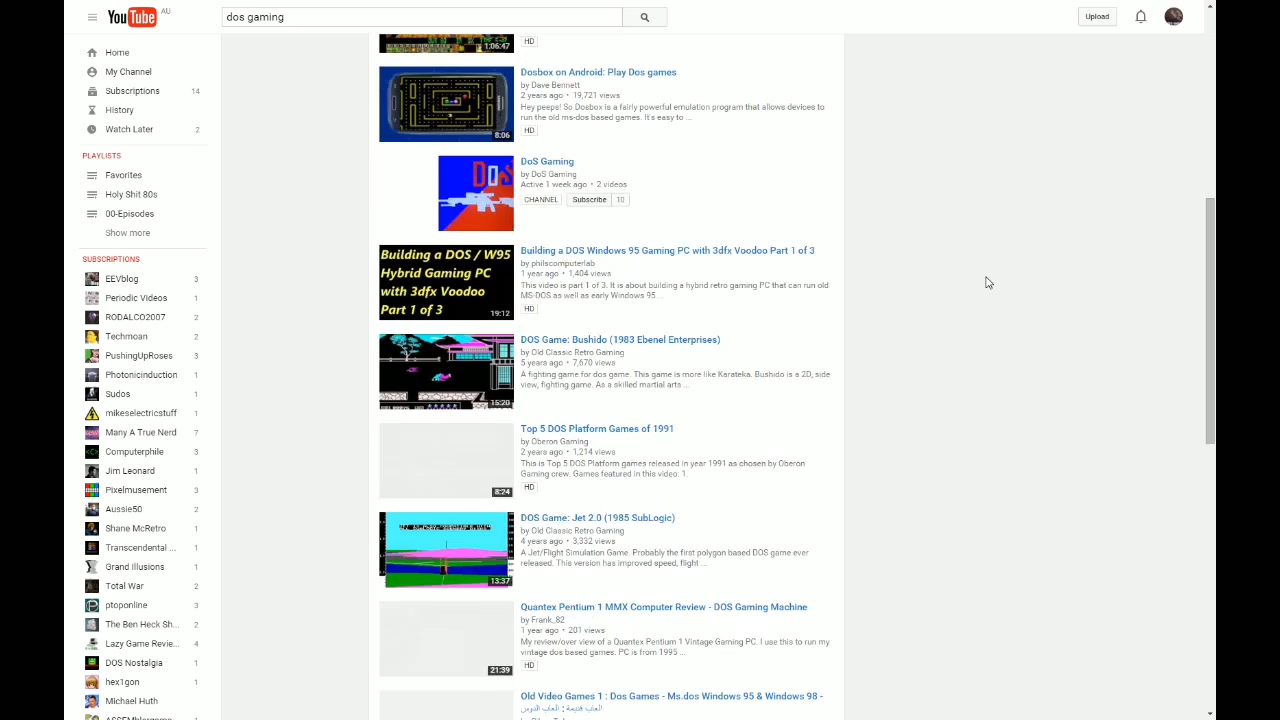 YouTube AU
dos gaming
Upload
Home
My Channel
Subscriptions 14
History
Watch Later 2
PLAYLISTS
Favorites
Holy Shit 80s
00-Episodes
Show more
SUBSCRIPTIONS
EEVblog 3
Periodic Videos 1
RODALCO2007 1
Techmoan 2
PushingUpRoses 3
Photonicinduction 1
Sudos 1
mikeselectricstuff 1
Many A True Nerd 7
Computerphile 3
Jim Leonard 1
Pixelmusement 3
Aussie50 2
Shane McRetro 1
Transcendental ... 1
Grand Illusions 1
Total War 2
ptoponline 3
The Ben Heck Sh... 2
Lazy Game Revie... 4
DOS Nostalgia 1
hex1gon 1
Michael Huth 1
1:06:47
HD
8:06
Dosbox on Android: Play Dos games
by Dave Bennett
2 years ago • 19,721 views
Hey peeps! So Dosbox is a fairly powerful emulation program that allows devices to
run the old ms-dos based games. It's easy to ...
HD
DOS
DoS Gaming
by DoS Gaming
Active 1 week ago • 2 videos
CHANNEL Subscribe 10
Building a DOS / W95
Hybrid Gaming PC
with 3dfx Voodoo
Part 1 of 3
19:12
Building a DOS Windows 95 Gaming PC with 3dfx Voodoo Part 1 of 3
by philscomputerlab
1 year ago • 1,404 views
This video is part 1 of 3. It is about building a hybrid retro gaming PC that can run old
MS-DOS as well as early Windows 95 ...
HD
15:20
DOS Game: Bushido (1983 Ebenel Enterprises)
by Old Classic Retro Gaming
5 years ago • 7,670 views
A fighting game for dos game. This game is more like Karateka. Bushido is a 2D, side
view, fighting game. As a skilled martial arts ...
8:24
Top 5 DOS Platform Games of 1991
by Oberon Gaming
2 years ago • 1,214 views
This is Top 5 DOS Platform games released in year 1991 as chosen by Oberon
Gaming crew. Games featured in this video: 1.
HD
13:37
DOS Game: Jet 2.0 (1985 SubLogic)
by Old Classic Retro Gaming
4 years ago • 3,332 views
A Jet/Flight Simulation Game. Probably the first polygon based DOS game ever
released. This version has improved speed, flight ...
21:39
Quantex Pentium 1 MMX Computer Review - DOS Gaming Machine
by Frank_82
1 year ago • 201 views
My review/over view of a Quantex Pentium 1 Vintage Gaming PC. I use this to run my
vintage dos based games. PC is from 1995 ...
HD
Old Video Games 1 : Dos Games - Ms.dos Windows 95 & Windows 98 -
العاب قديمة : العاب الدوس